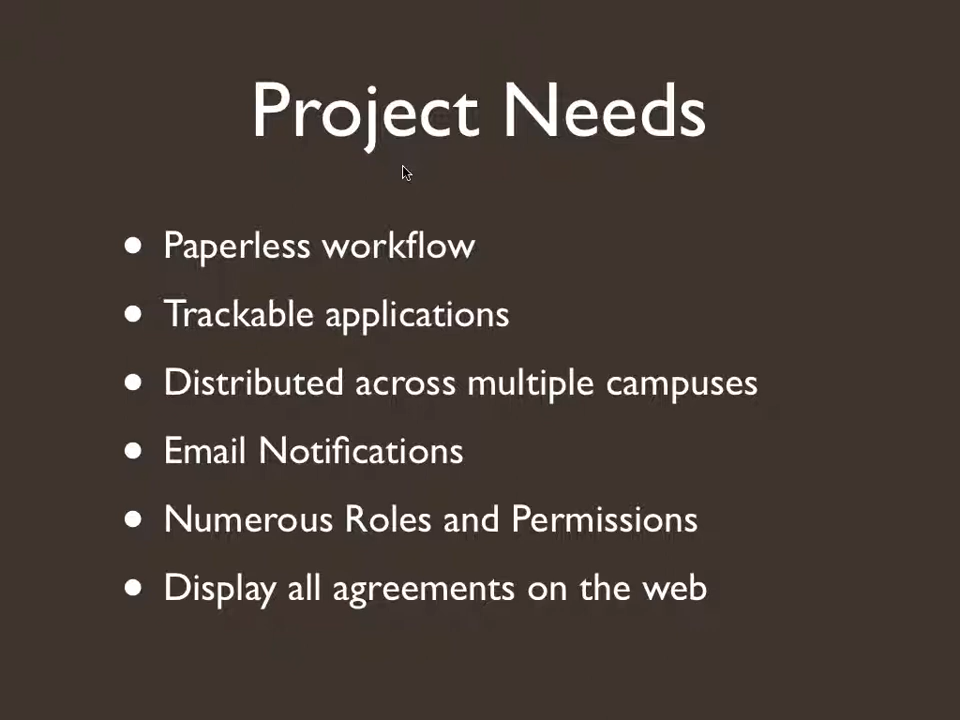 Project Needs
• Paperless workflow
• Trackable applications
• Distributed across multiple campuses
• Email Notifications
• Numerous Roles and Permissions
• Display all agreements on the web